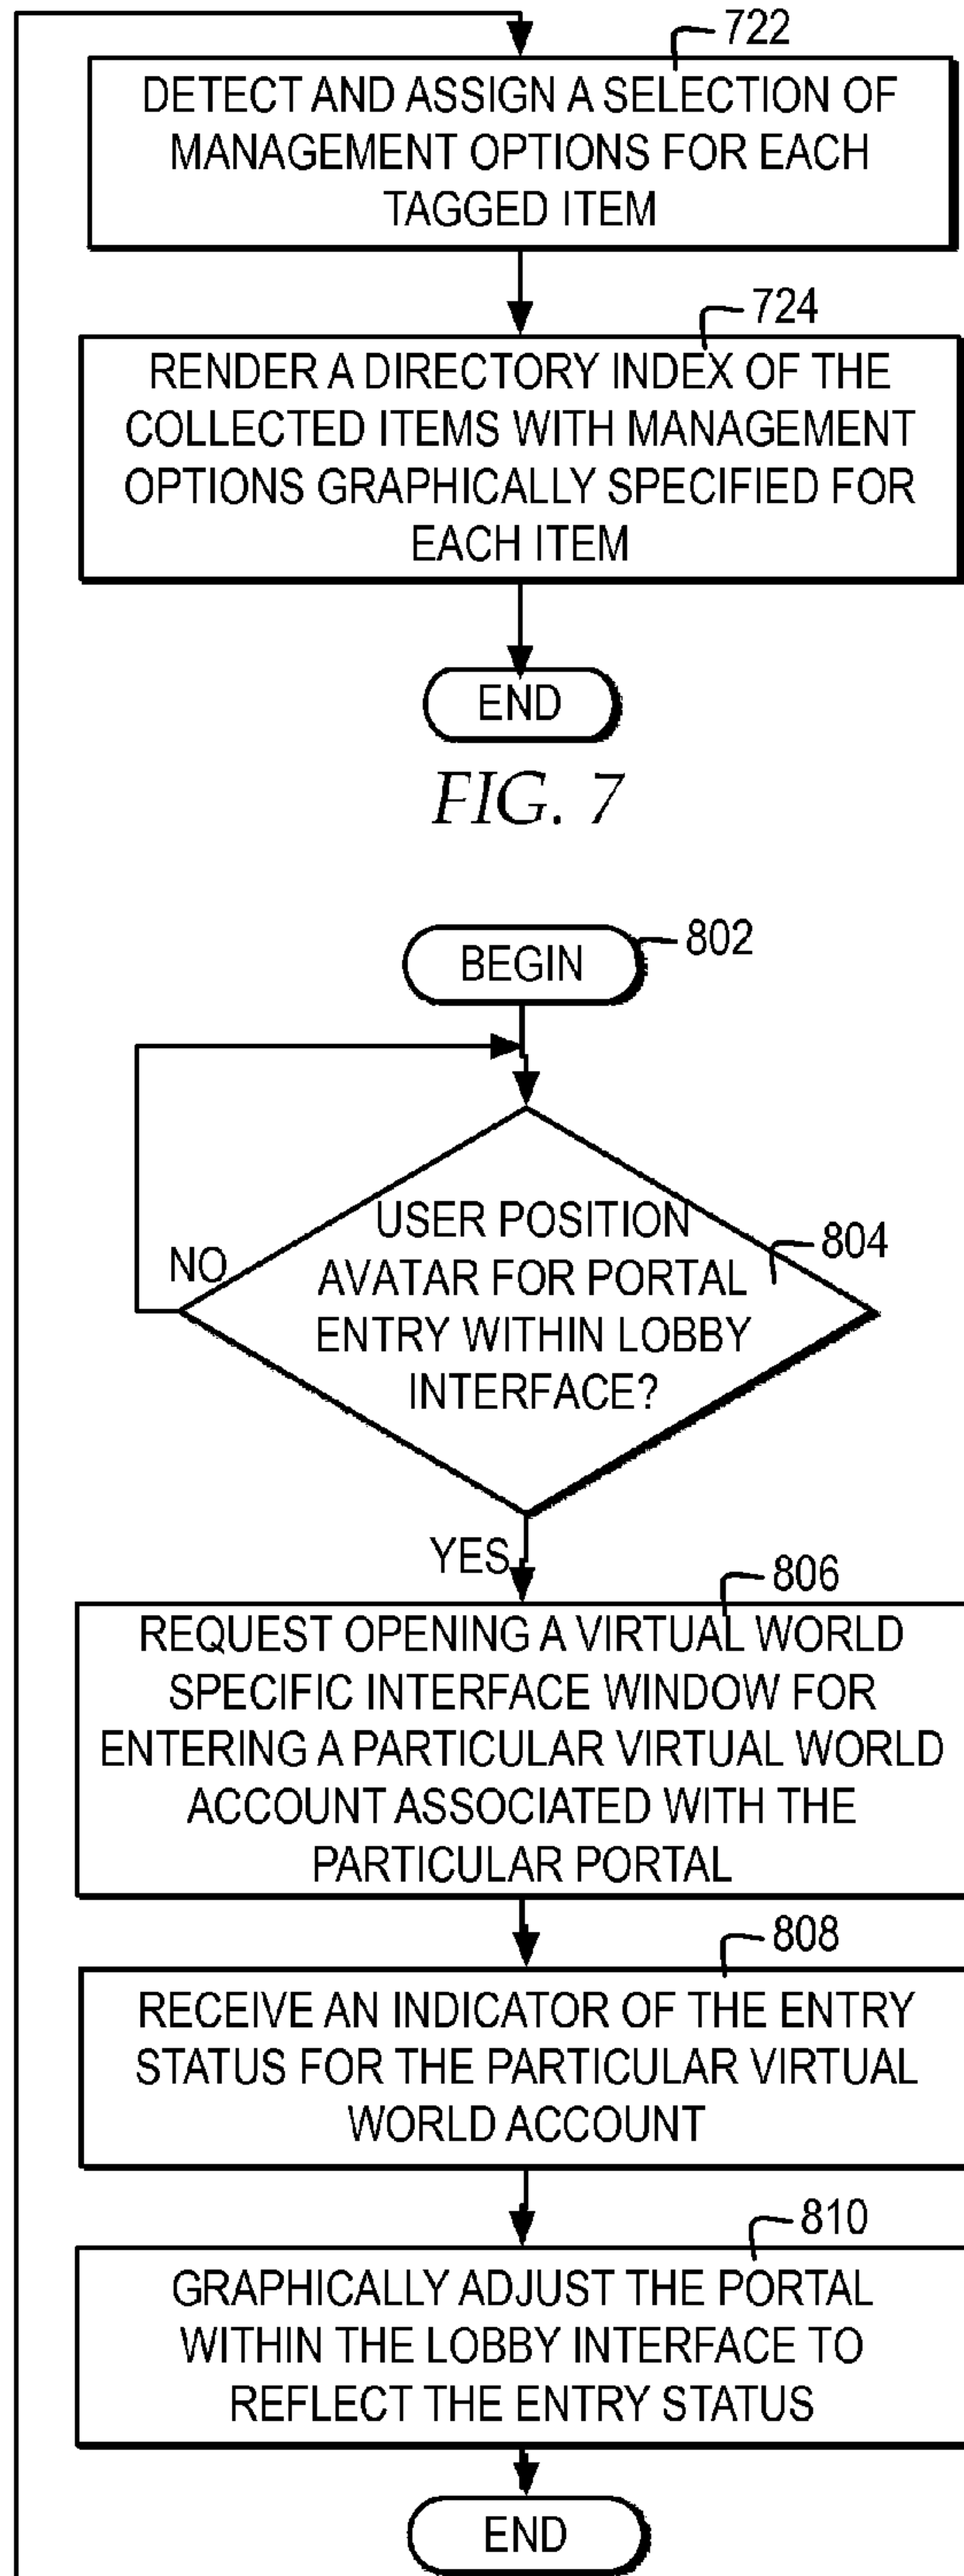 722
DETECT AND ASSIGN A SELECTION OF
MANAGEMENT OPTIONS FOR EACH
TAGGED ITEM
724
RENDER A DIRECTORY INDEX OF THE
COLLECTED ITEMS WITH MANAGEMENT
OPTIONS GRAPHICALLY SPECIFIED FOR
EACH ITEM
END
FIG. 7
BEGIN
802
USER POSITION
AVATAR FOR PORTAL
ENTRY WITHIN LOBBY
INTERFACE?
804
NO
YES
806
REQUEST OPENING A VIRTUAL WORLD
SPECIFIC INTERFACE WINDOW FOR
ENTERING A PARTICULAR VIRTUAL WORLD
ACCOUNT ASSOCIATED WITH THE
PARTICULAR PORTAL
808
RECEIVE AN INDICATOR OF THE ENTRY
STATUS FOR THE PARTICULAR VIRTUAL
WORLD ACCOUNT
810
GRAPHICALLY ADJUST THE PORTAL
WITHIN THE LOBBY INTERFACE TO
REFLECT THE ENTRY STATUS
END